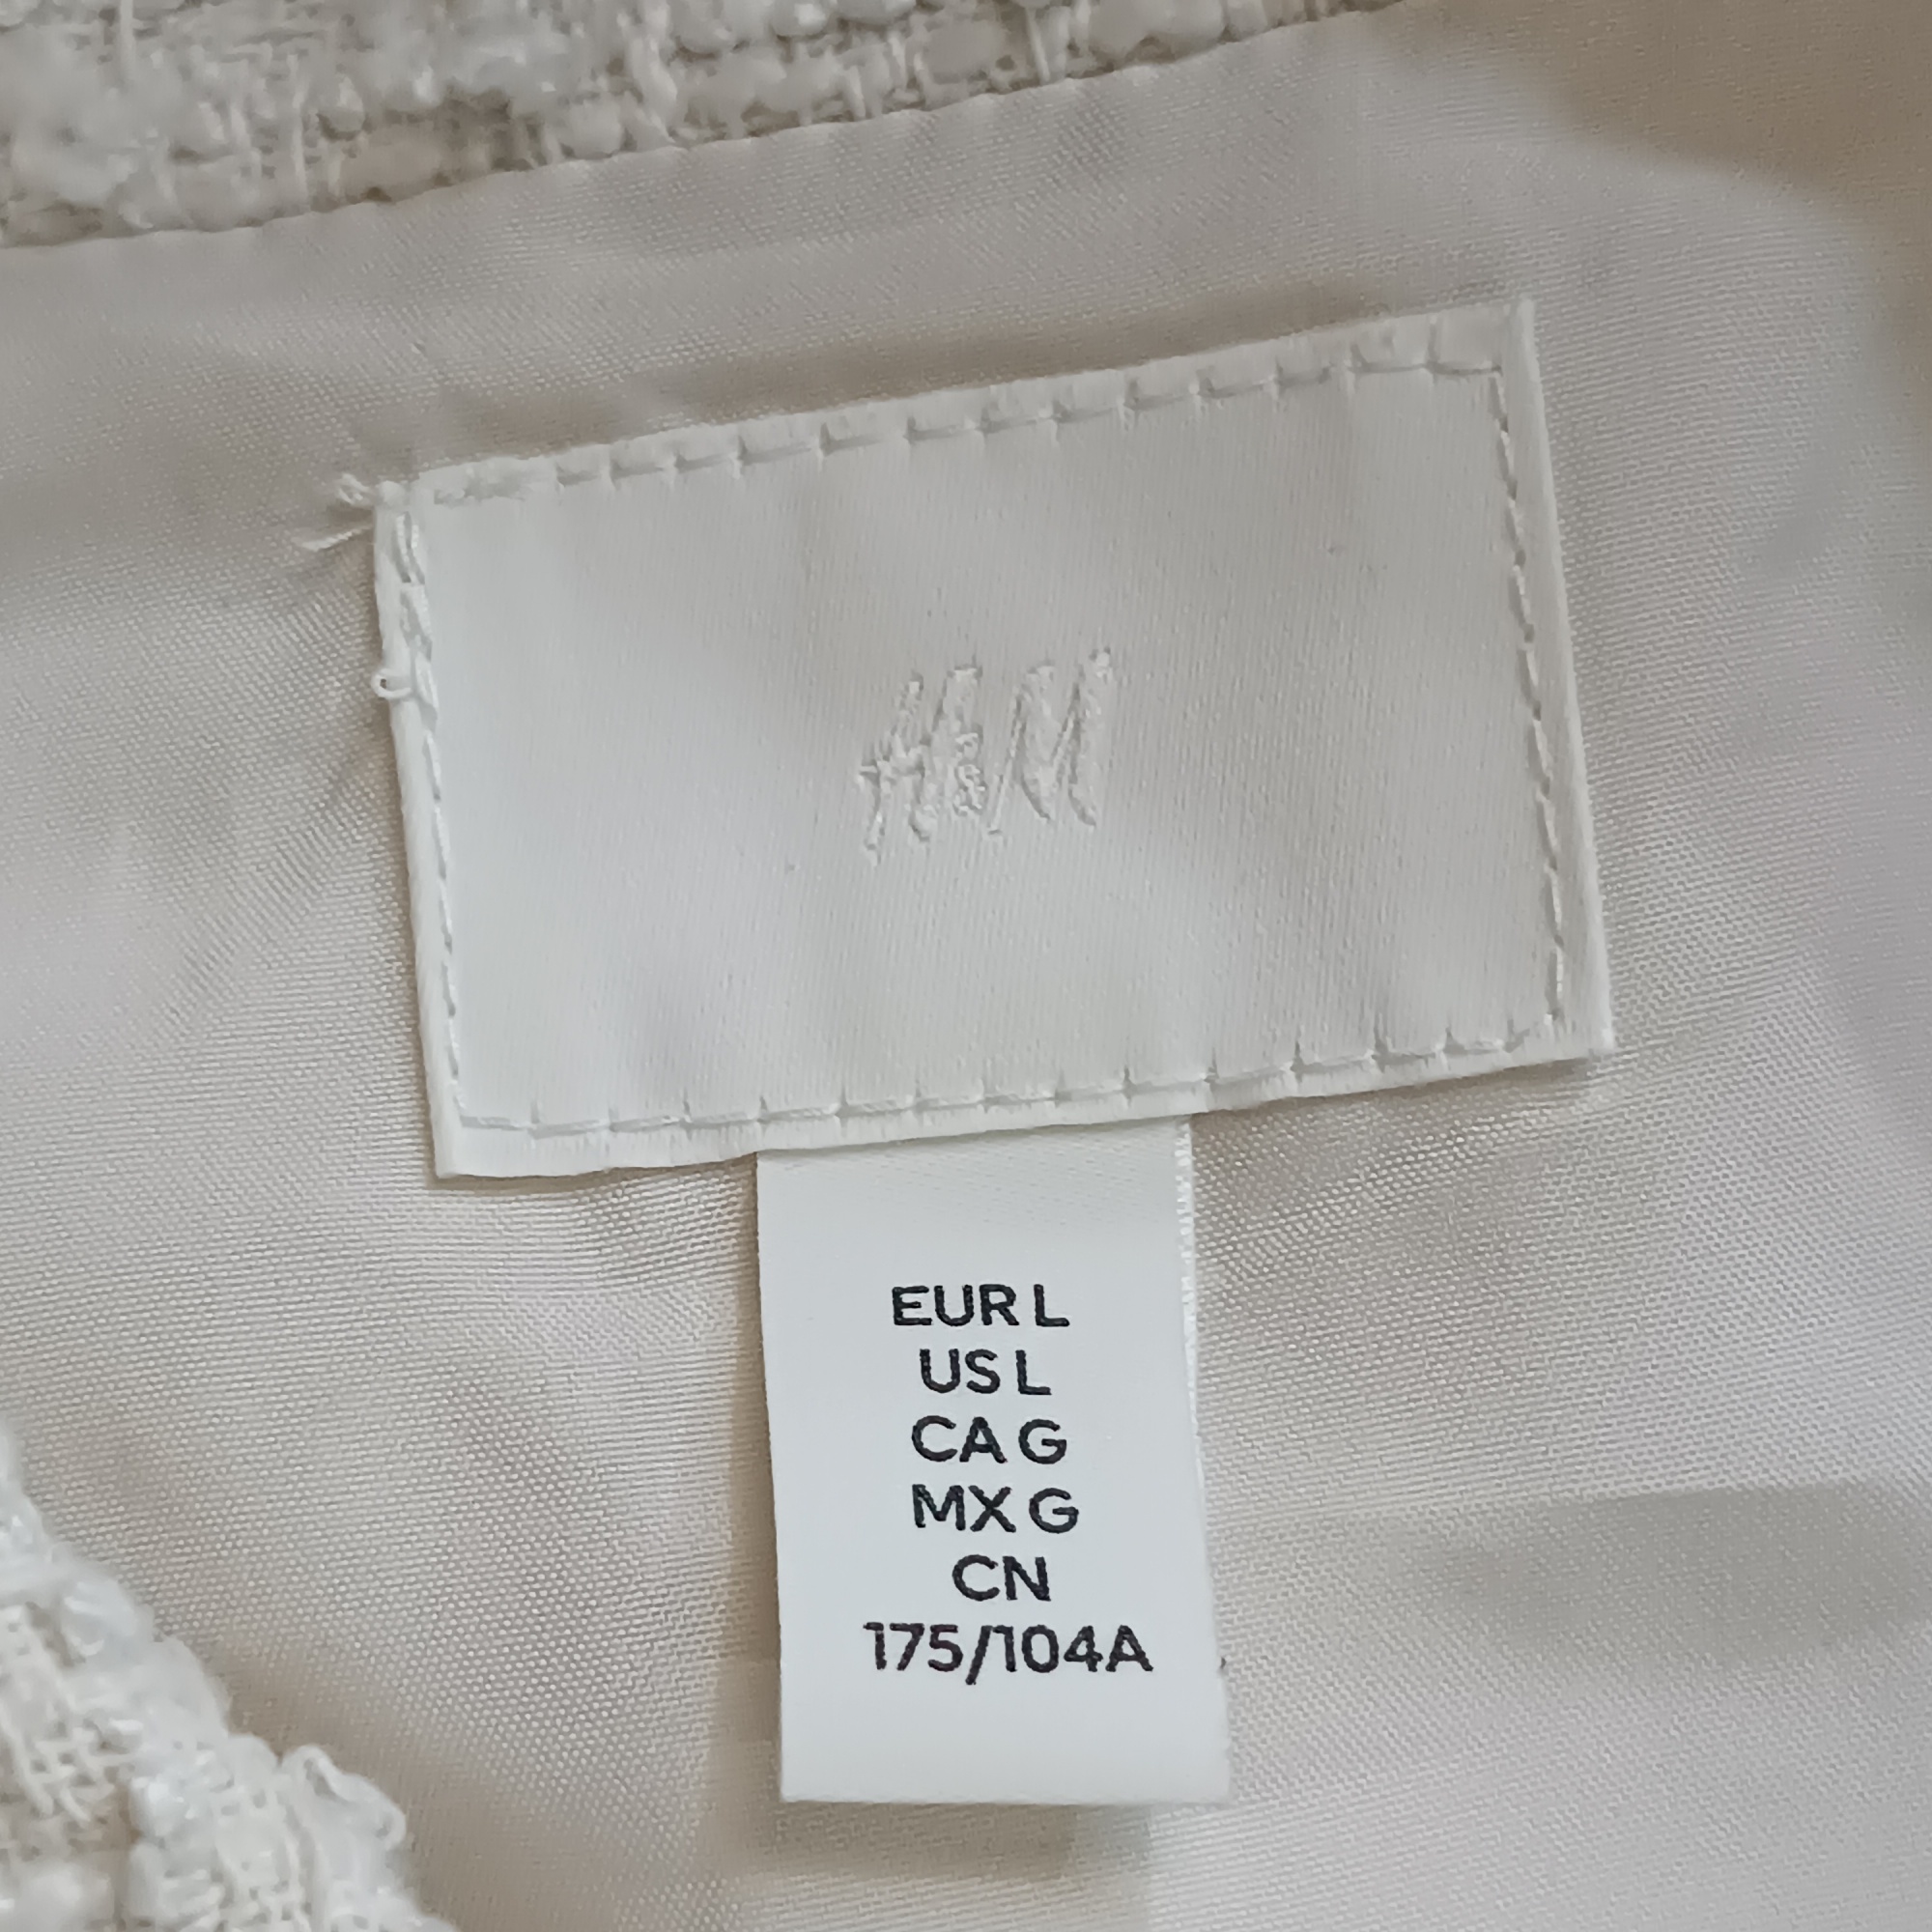 H&M
EUR L
US L
CA G
MX G
CN
175/104A